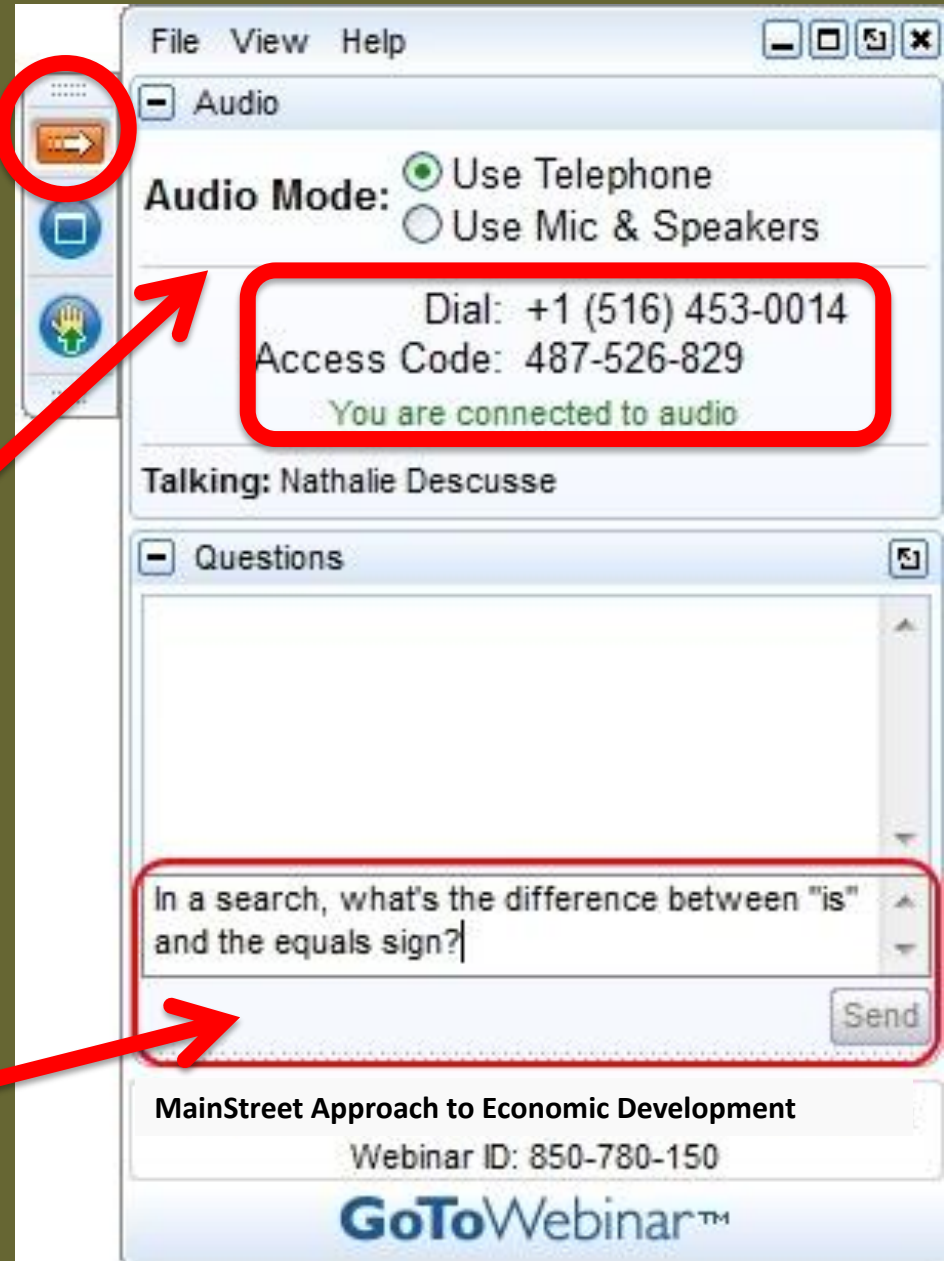 File View Help
Audio
Audio Mode:
Use Telephone
Use Mic & Speakers
Dial: +1 (516) 453-0014
Access Code: 487-526-829
You are connected to audio
Talking: Nathalie Descusse
Questions
In a search, what's the difference between "is"
and the equals sign?
Send
MainStreet Approach to Economic Development
Webinar ID: 850-780-150
GoToWebinar™